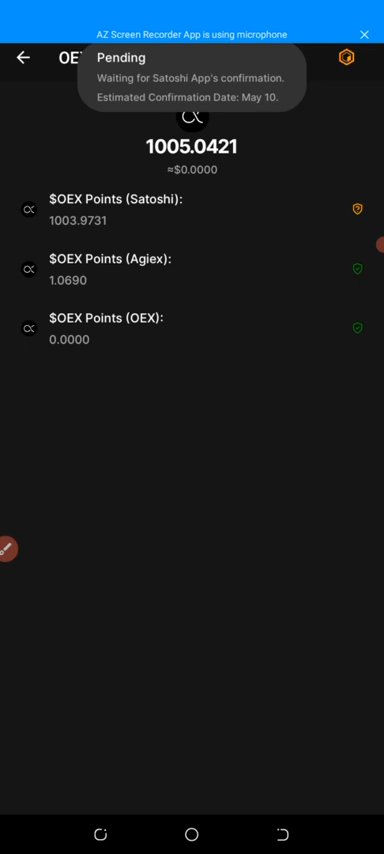 AZ Screen Recorder App is using microphone
Pending
Waiting for Satoshi App's confirmation.
Estimated Confirmation Date: May 10.
1005.0421
≈$0.0000
$OEX Points (Satoshi):
1003.9731
$OEX Points (Agiex):
1.0690
$OEX Points (OEX):
0.0000